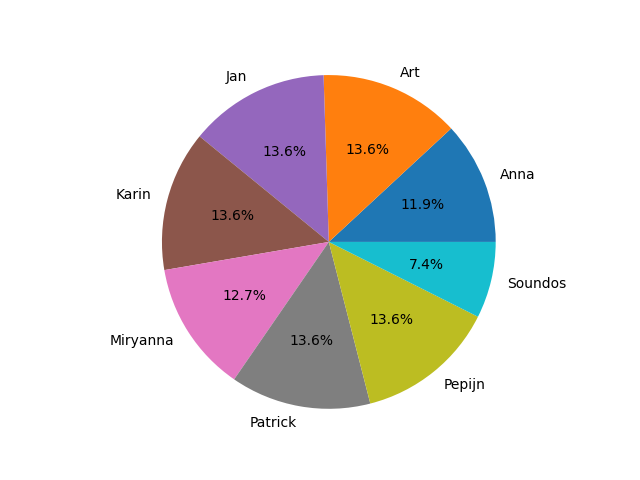 Jan
Art
13.6%
13.6%
Anna
11.9%
Karin
13.6%
7.4%
Soundos
12.7%
13.6%
13.6%
Miryanna
Pepijn
Patrick